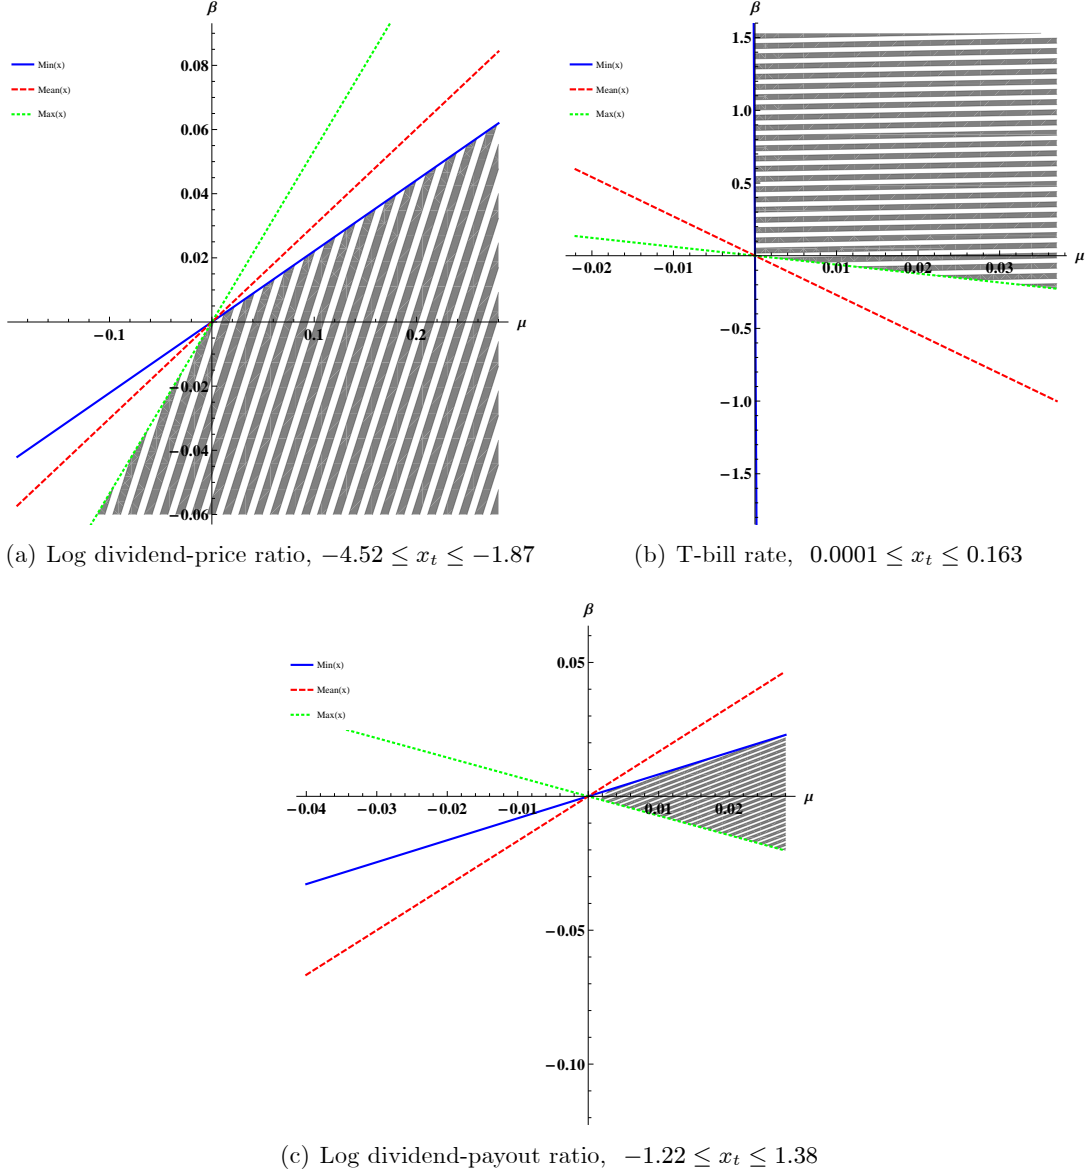 β
Min(x)
Mean(x)
Max(x)
0.08
0.06
0.04
0.02
−0.02
−0.04
−0.06
−0.1
0.1
0.2
μ
(a) Log dividend-price ratio, −4.52 ≤ x_t ≤ −1.87
β
Min(x)
Mean(x)
Max(x)
1.5
1.0
0.5
−0.5
−1.0
−1.5
−0.02
−0.01
0.01
0.02
0.03
μ
(b) T-bill rate, 0.0001 ≤ x_t ≤ 0.163
β
Min(x)
Mean(x)
Max(x)
0.05
−0.05
−0.10
−0.04
−0.03
−0.02
−0.01
0.01
0.02
μ
(c) Log dividend-payout ratio, −1.22 ≤ x_t ≤ 1.38